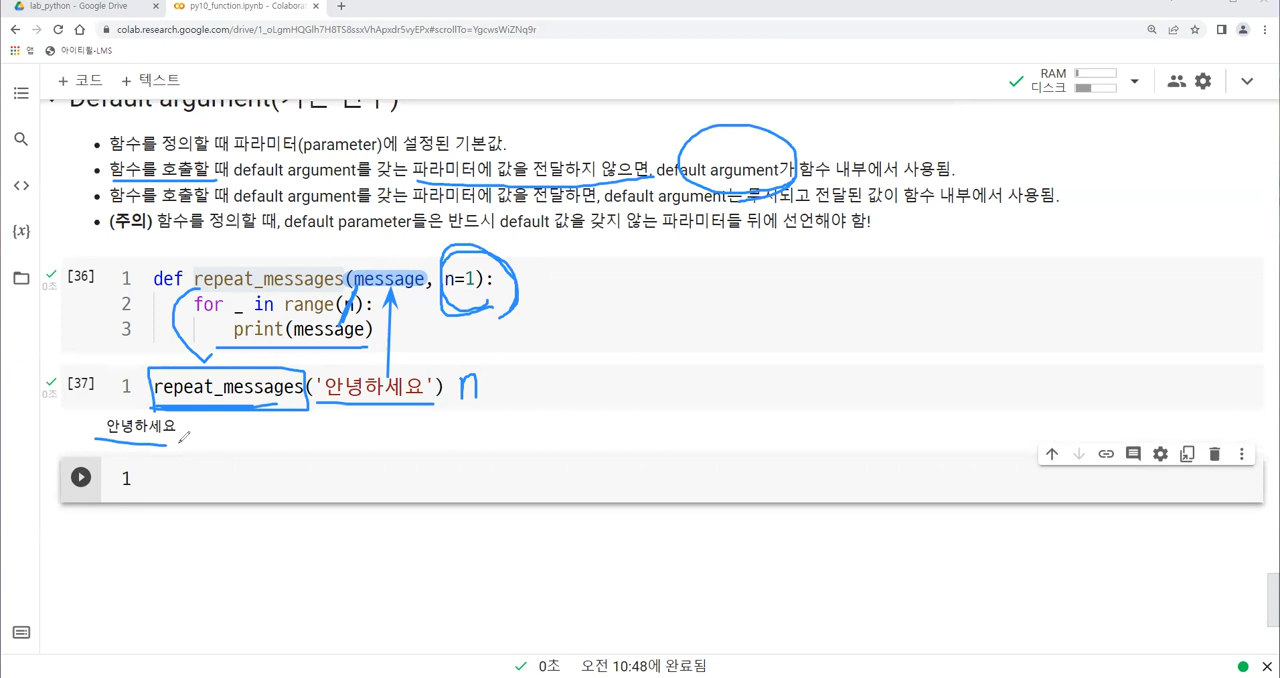 lab_python - Google Drive
py10_function.ipynb - Colaborat
colab.research.google.com/drive/1_oLgmHQGlh7H8TS8ssxVhApxdr5vyEPx#scrollTo=YgcwsWiZNq9r
앱 아이티윌-LMS
+ 코드 + 텍스트
RAM
디스크
Default argument(기본 인수)
함수를 정의할 때 파라미터(parameter)에 설정된 기본값.
함수를 호출할 때 default argument를 갖는 파라미터에 값을 전달하지 않으면, default argument가 함수 내부에서 사용됨.
함수를 호출할 때 default argument를 갖는 파라미터에 값을 전달하면, default argument는 무시되고 전달된 값이 함수 내부에서 사용됨.
(주의) 함수를 정의할 때, default parameter들은 반드시 default 값을 갖지 않는 파라미터들 뒤에 선언해야 함!
[36] 1 def repeat_messages(message, n=1):
0초 2 for _ in range(n):
3 print(message)
[37] 1 repeat_messages('안녕하세요') n
0초
안녕하세요
1
0초 오전 10:48에 완료됨